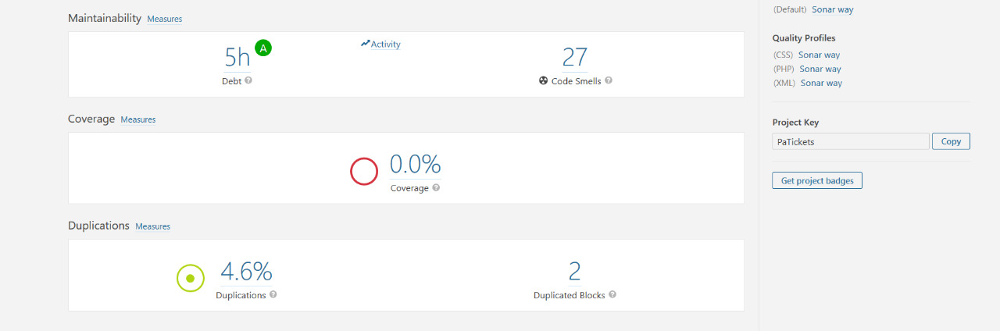 Maintainability Measures
5h A
Debt ?
Activity
27
Code Smells ?
Coverage Measures
0.0%
Coverage ?
Duplications Measures
4.6%
Duplications ?
2
Duplicated Blocks ?
(Default) Sonar way
Quality Profiles
(CSS) Sonar way
(PHP) Sonar way
(XML) Sonar way
Project Key
PaTickets Copy
Get project badges